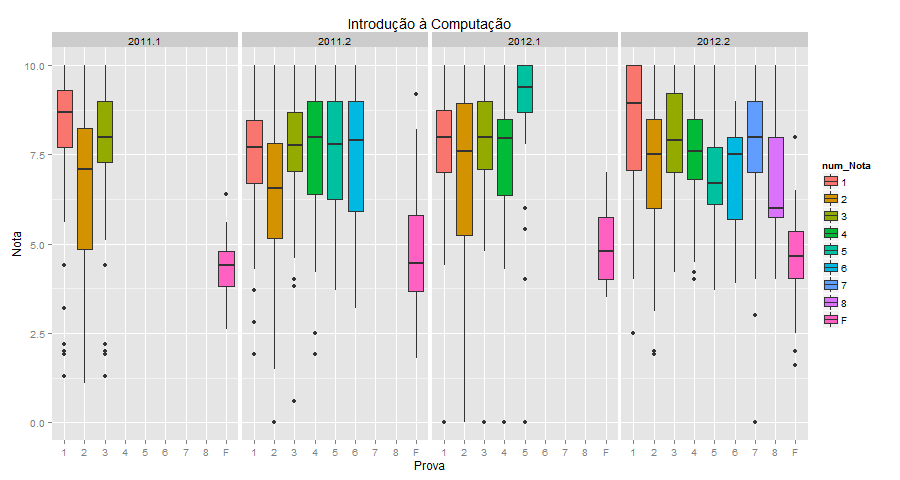 Introdução à Computação
2011.1 2011.2 2012.1 2012.2
Nota
10.0
7.5
5.0
2.5
0.0
1 2 3 4 5 6 7 8 F 1 2 3 4 5 6 7 8 F 1 2 3 4 5 6 7 8 F 1 2 3 4 5 6 7 8 F
Prova
num_Nota
1
2
3
4
5
6
7
8
F